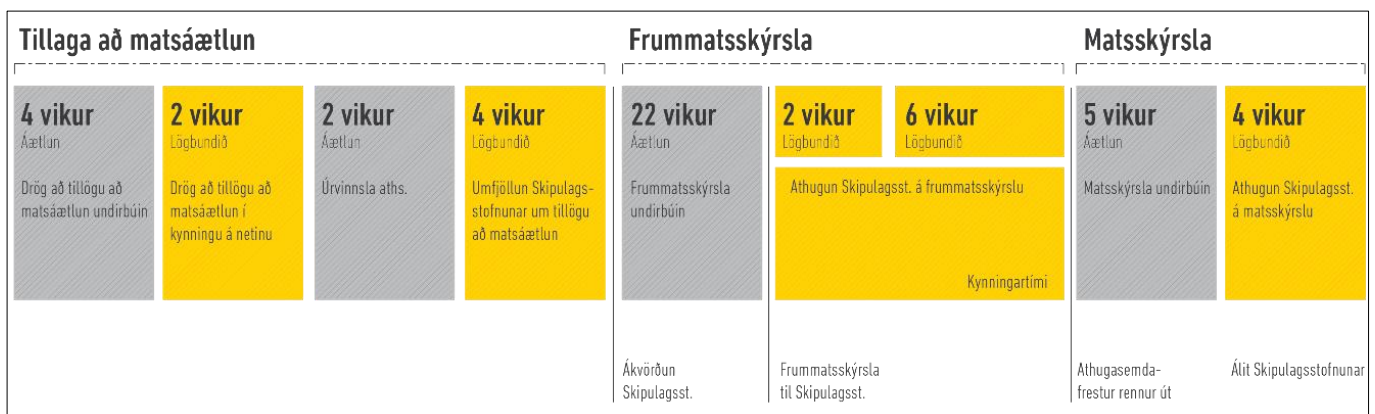 Tillaga að matsáætlun
4 vikur
Áætlun
Drög að tillögu að
matsáætlun undirbúin
2 vikur
Lögbundið
Drög að tillögu að
matsáætlun í
kynningu á netinu
2 vikur
Áætlun
Úrvinnsla aths.
4 vikur
Lögbundið
Umfjöllun Skipulags-
stofnunar um tillögu
að matsáætlun
Frummatsskýrsla
22 vikur
Áætlun
Frummatsskýrsla
undirbúin
2 vikur
Lögbundið
6 vikur
Lögbundið
Athugun Skipulagsst. á frummatsskýrslu
Kynningartími
Matsskýrsla
5 vikur
Áætlun
Matsskýrsla undirbúin
4 vikur
Lögbundið
Athugun Skipulagsst.
á matsskýrslu
Ákvörðun
Skipulagsst.
Frummatsskýrsla
til Skipulagsst.
Athugasemda-
frestur rennur út
Álit Skipulagsstofnunar